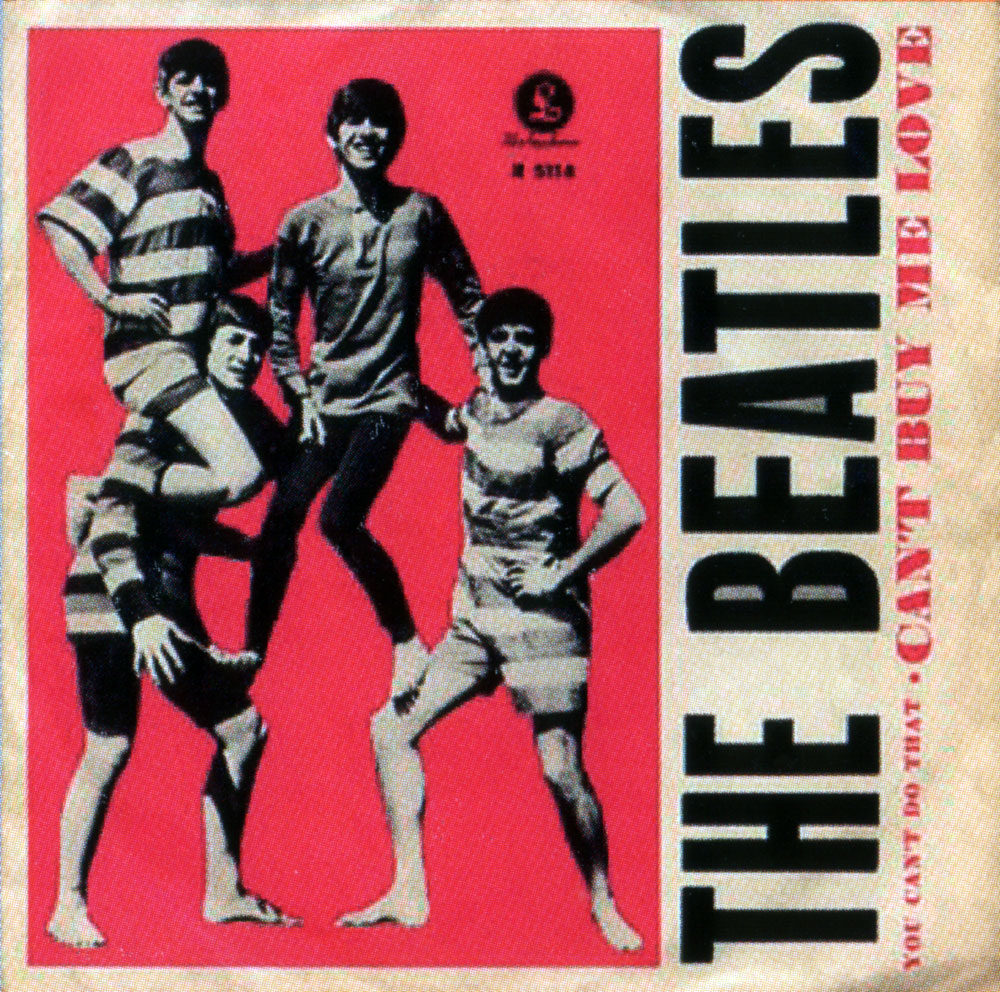 R 5114
THE BEATLES
YOU CAN'T DO THAT • CAN'T BUY ME LOVE